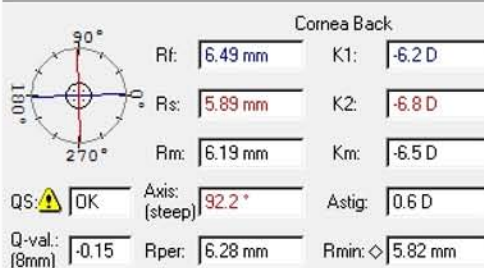 Cornea Back
90°
180°
0°
270°
Rf: 6.49 mm K1: -6.2 D
Rs: 5.89 mm K2: -6.8 D
Rm: 6.19 mm Km: -6.5 D
QS: OK Axis: (steep) 92.2 ° Astig: 0.6 D
Q-val.: (8mm) -0.15 Rper: 6.28 mm Rmin: 5.82 mm